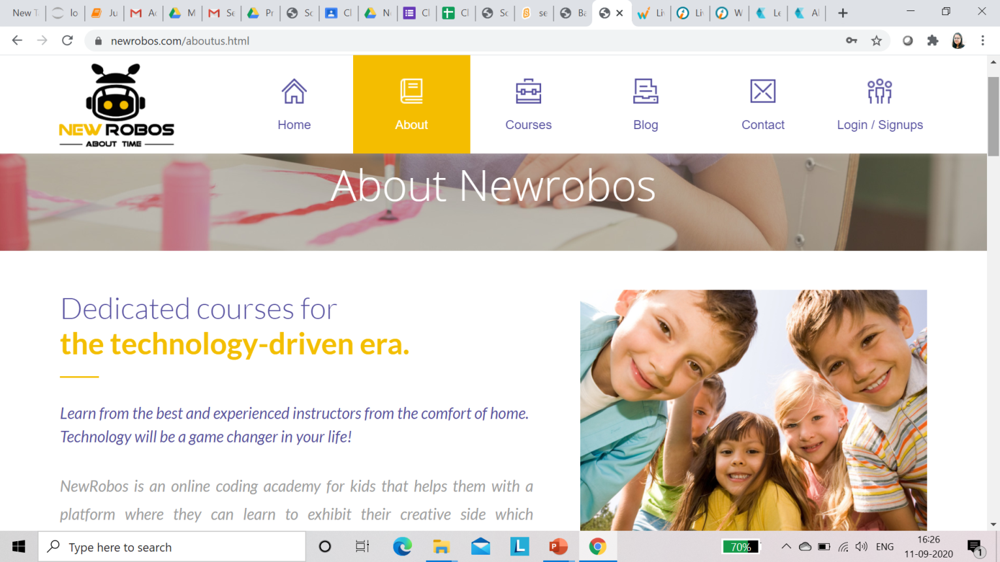 New T
lo
Ju
Ac
M
Se
Pr
Sc
Cl
N
Cl
Cl
Sc
se
Ba
Li
Liv
W
Le
Al
newrobos.com/aboutus.html
NEW ROBOS
ABOUT TIME
Home
About
Courses
Blog
Contact
Login / Signups
About Newrobos
Dedicated courses for
the technology-driven era.
Learn from the best and experienced instructors from the comfort of home.
Technology will be a game changer in your life!
NewRobos is an online coding academy for kids that helps them with a
platform where they can learn to exhibit their creative side which
Type here to search
L
70%
ENG
16:26
11-09-2020
1